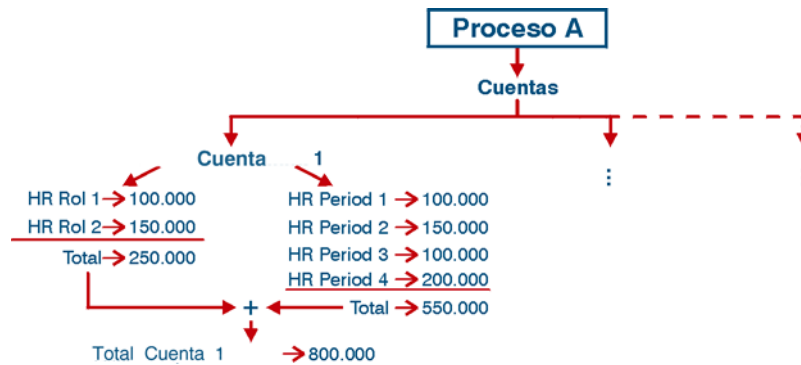 Proceso A
Cuentas
Cuenta 1
HR Rol 1 100.000
HR Rol 2 150.000
Total 250.000
HR Period 1 100.000
HR Period 2 150.000
HR Period 3 100.000
HR Period 4 200.000
Total 550.000
+
Total Cuenta 1 800.000